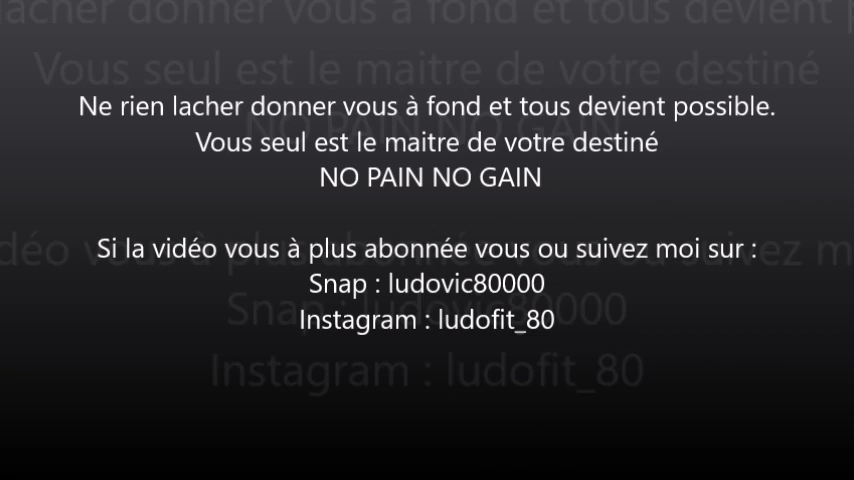 Ne rien lacher donner vous à fond et tous devient possible.
Vous seul est le maitre de votre destiné
NO PAIN NO GAIN
Si la vidéo vous à plus abonnée vous ou suivez moi sur :
Snap : ludovic80000
Instagram : ludofit_80